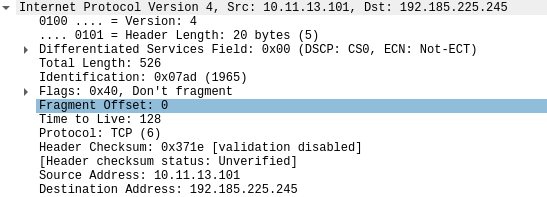 Internet Protocol Version 4, Src: 10.11.13.101, Dst: 192.185.225.245
0100 .... = Version: 4
.... 0101 = Header Length: 20 bytes (5)
Differentiated Services Field: 0x00 (DSCP: CS0, ECN: Not-ECT)
Total Length: 526
Identification: 0x07ad (1965)
Flags: 0x40, Don't fragment
Fragment Offset: 0
Time to Live: 128
Protocol: TCP (6)
Header Checksum: 0x371e [validation disabled]
[Header checksum status: Unverified]
Source Address: 10.11.13.101
Destination Address: 192.185.225.245